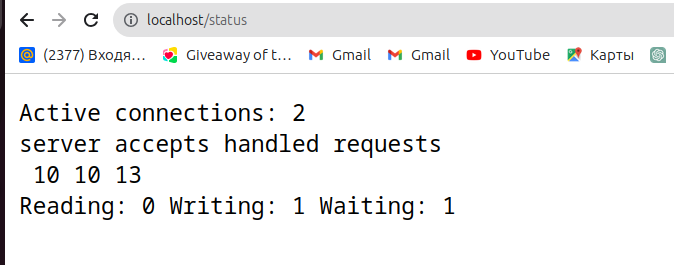 localhost/status
(2377) Входя... Giveaway of t... Gmail Gmail YouTube Карты
Active connections: 2
server accepts handled requests
10 10 13
Reading: 0 Writing: 1 Waiting: 1